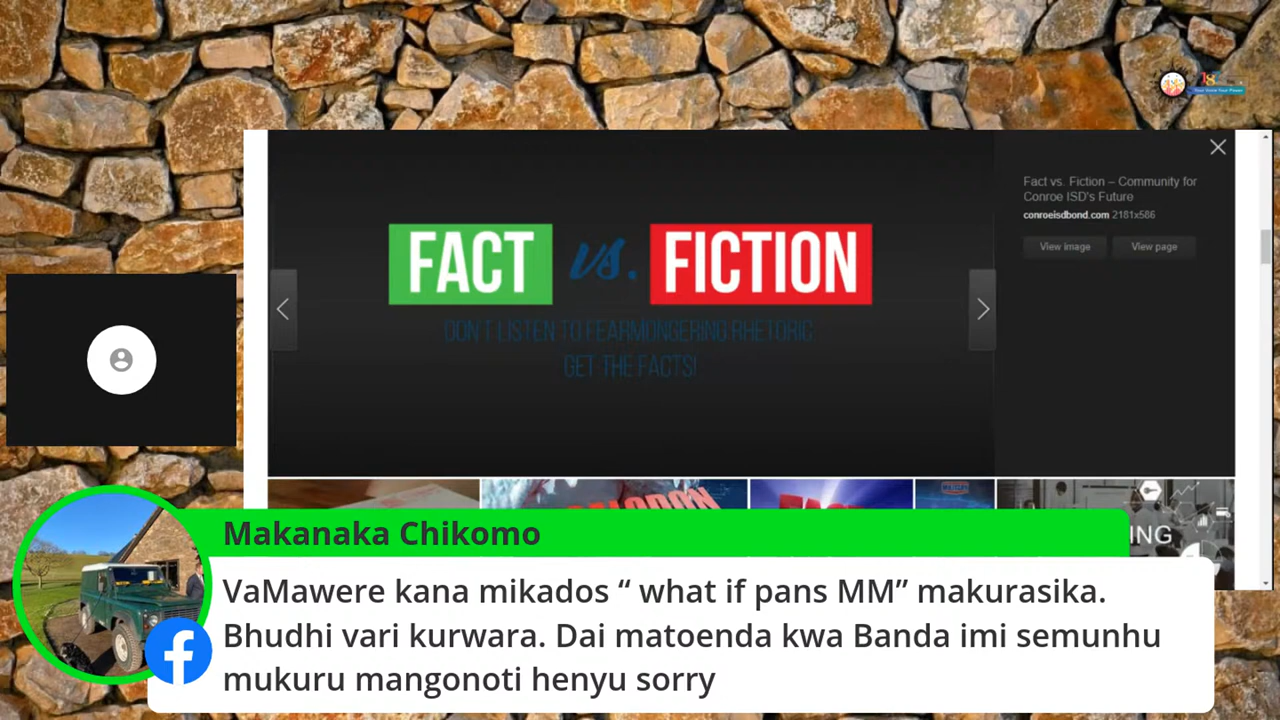 Fact vs. Fiction – Community for
Conroe ISD's Future
conroeisdbond.com 2181x586
View image View page
FACT vs. FICTION
DON'T LISTEN TO FEARMONGERING RHETORIC.
GET THE FACTS!
ING
Makanaka Chikomo
VaMawere kana mikados “ what if pans MM” makurasika.
Bhudhi vari kurwara. Dai matoenda kwa Banda imi semunhu
mukuru mangonoti henyu sorry